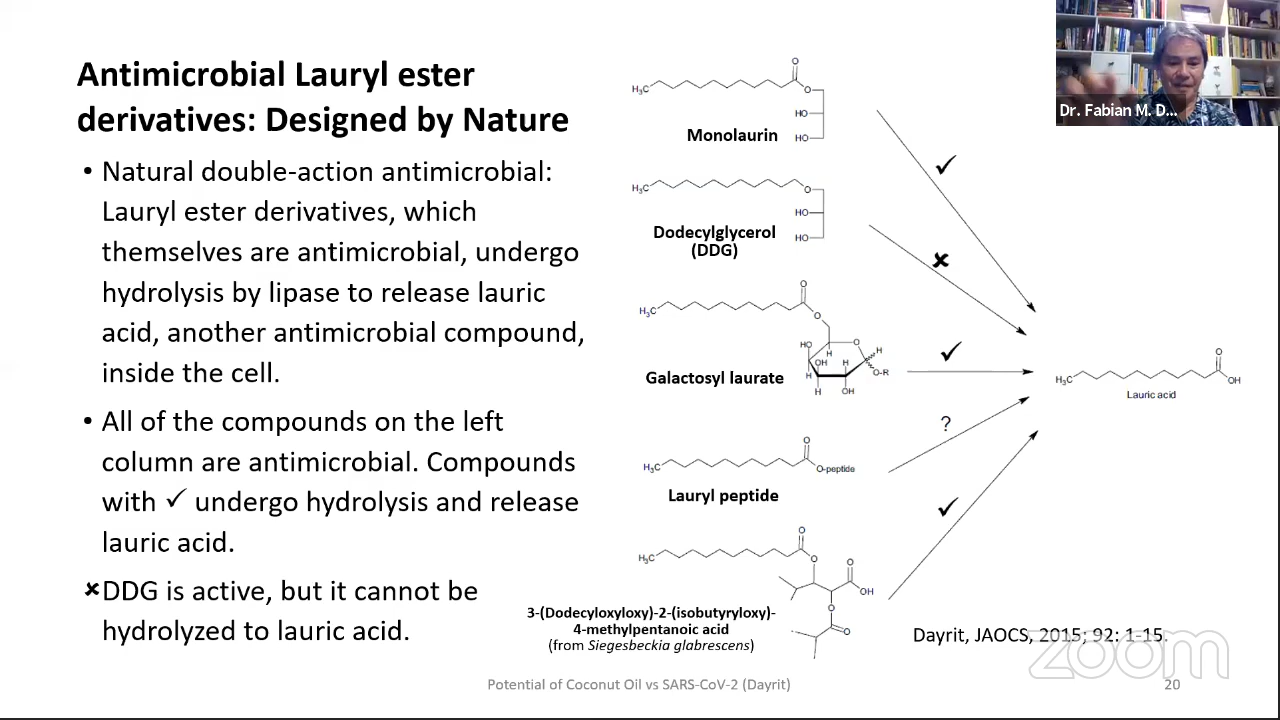 Antimicrobial Lauryl ester
derivatives: Designed by Nature
• Natural double-action antimicrobial:
Lauryl ester derivatives, which
themselves are antimicrobial, undergo
hydrolysis by lipase to release lauric
acid, another antimicrobial compound,
inside the cell.
• All of the compounds on the left
column are antimicrobial. Compounds
with ✓ undergo hydrolysis and release
lauric acid.
✘DDG is active, but it cannot be
hydrolyzed to lauric acid.
H₃C
O
O
HO
HO
Monolaurin
✓
H₃C
O
HO
HO
Dodecylglycerol
(DDG)
✘
H₃C
O
O
HO
O
H
H
OH
H
H
O-R
H
OH
Galactosyl laurate
✓
H₃C
O
O-peptide
Lauryl peptide
?
H₃C
O
O
O
OH
O
O
3-(Dodecyloxyloxy)-2-(isobutyryloxy)-
4-methylpentanoic acid
(from Siegesbeckia glabrescens)
✓
H₃C
O
OH
Lauric acid
Dayrit, JAOCS, 2015; 92: 1-15.
Potential of Coconut Oil vs SARS-CoV-2 (Dayrit)
20
Dr. Fabian M. D...
zoom